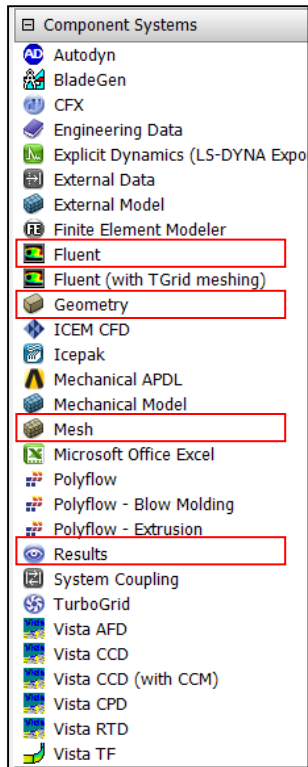 Component Systems
Autodyn
BladeGen
CFX
Engineering Data
Explicit Dynamics (LS-DYNA Expo
External Data
External Model
Finite Element Modeler
Fluent
Fluent (with TGrid meshing)
Geometry
ICEM CFD
Icepak
Mechanical APDL
Mechanical Model
Mesh
Microsoft Office Excel
Polyflow
Polyflow - Blow Molding
Polyflow - Extrusion
Results
System Coupling
TurboGrid
Vista AFD
Vista CCD
Vista CCD (with CCM)
Vista CPD
Vista RTD
Vista TF